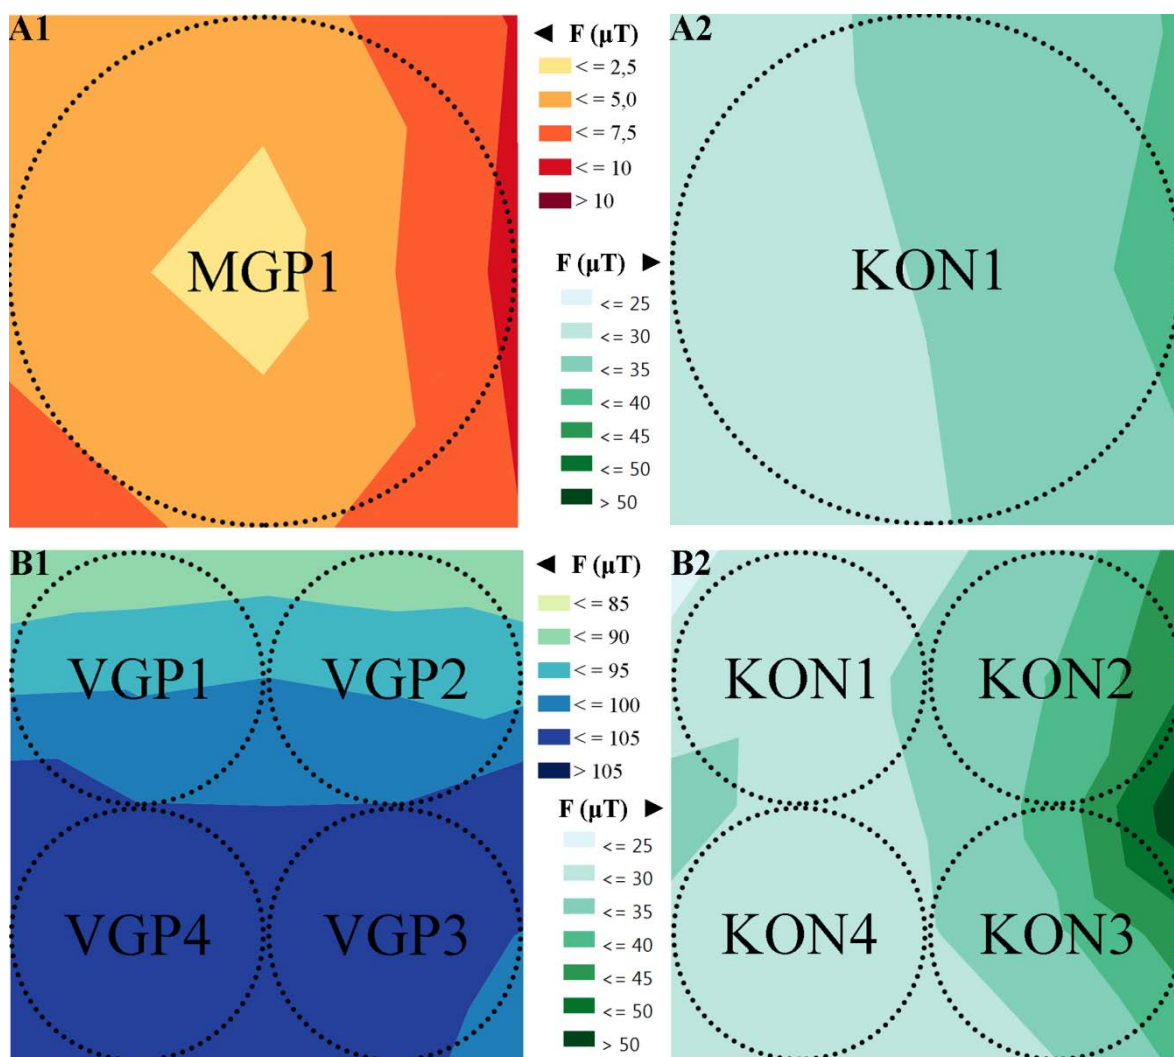 A1
MGP1
◄ F (µT)
< = 2,5
< = 5,0
< = 7,5
< = 10
> 10
F (µT) ►
< = 25
< = 30
< = 35
< = 40
< = 45
< = 50
> 50
A2
KON1
B1
VGP1 VGP2
VGP4 VGP3
◄ F (µT)
< = 85
< = 90
< = 95
< = 100
< = 105
> 105
F (µT) ►
< = 25
< = 30
< = 35
< = 40
< = 45
< = 50
> 50
B2
KON1 KON2
KON4 KON3